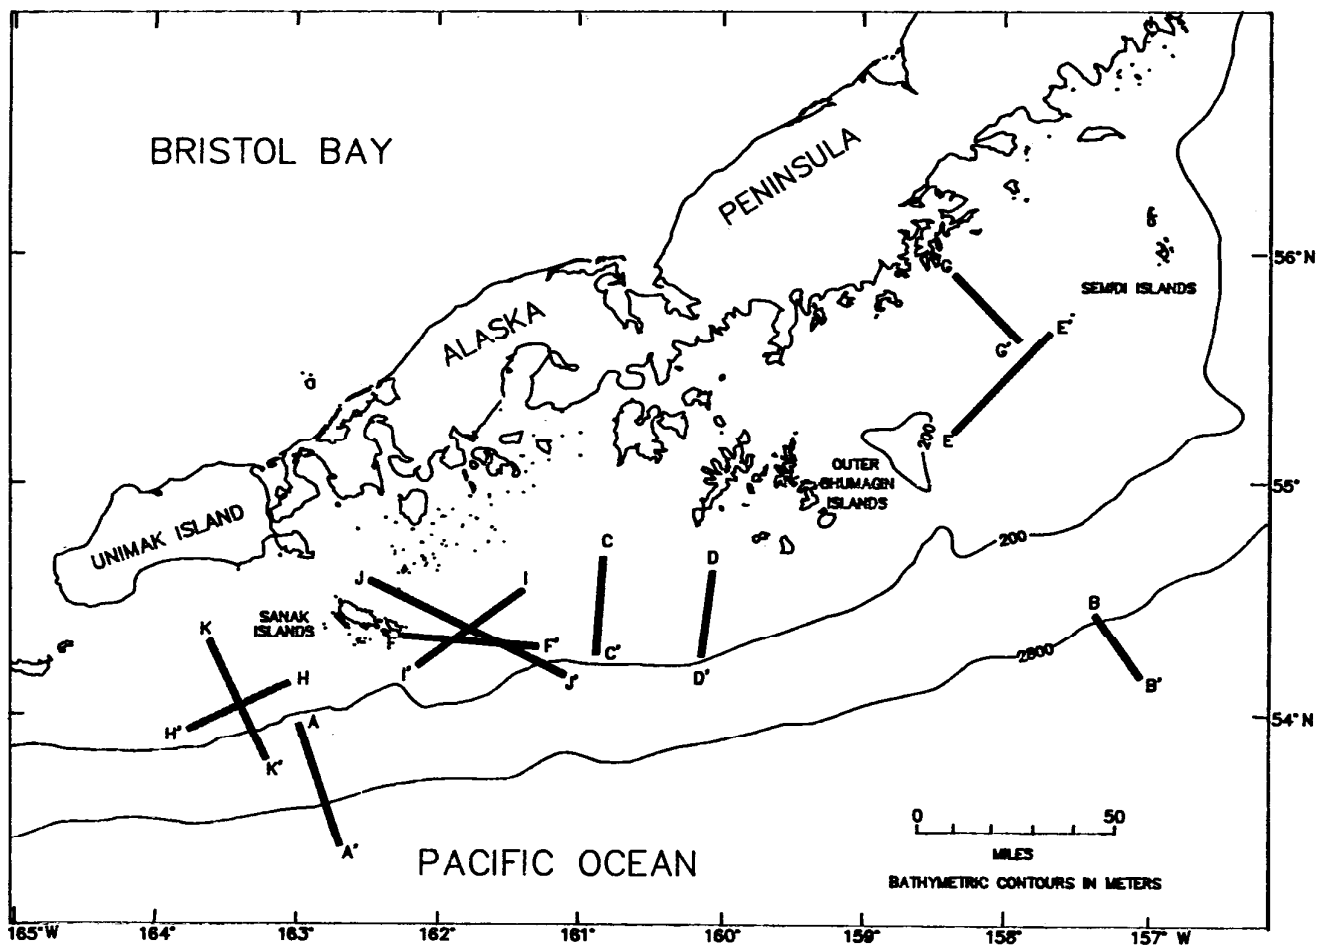 BRISTOL BAY
PENINSULA
ALASKA
UNIMAK ISLAND
56°N
SEMIDI ISLANDS
G
G'
E'
E
200
OUTER
SHUMAGIN
ISLANDS
55°
C
D
200
J
I
SANAK
ISLANDS
F
F'
I'
J'
C'
D'
B
2800
B'
K
H
H'
A
K'
A'
54°N
0 50
MILES
BATHYMETRIC CONTOURS IN METERS
PACIFIC OCEAN
165°W 164° 163° 162° 161° 160° 159° 158° 157° W